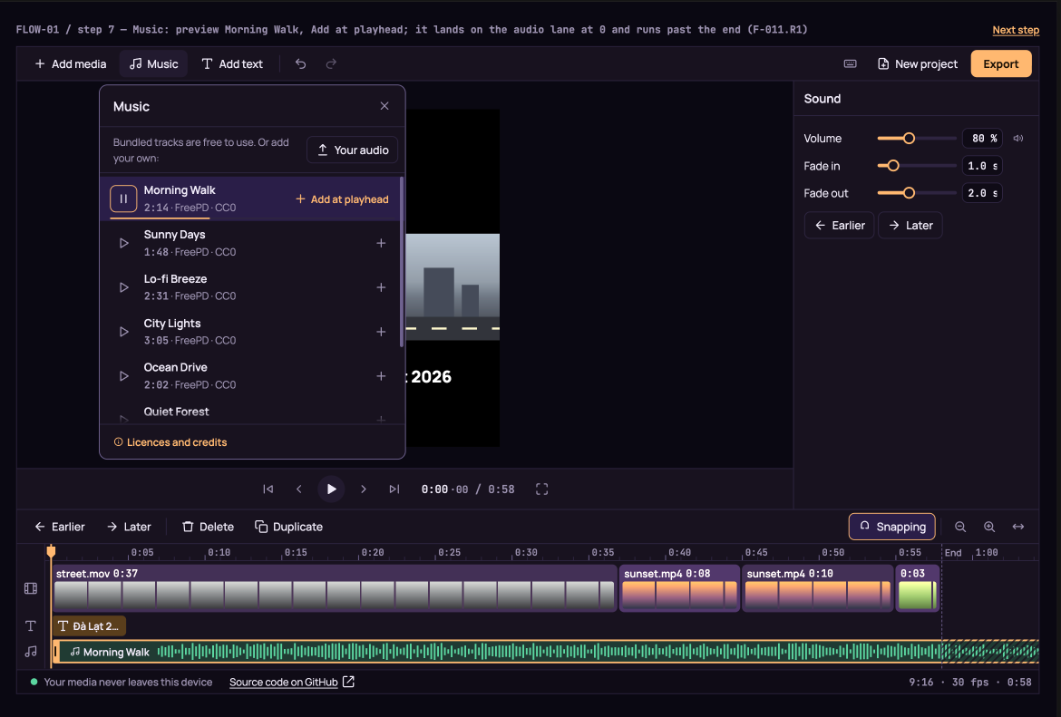 FLOW-01 / step 7 — Music: preview Morning Walk, Add at playhead; it lands on the audio lane at 0 and runs past the end (F-011.R1)
Next step
Add media
Music
Add text
New project
Export
Music
Bundled tracks are free to use. Or add
your own:
Your audio
Morning Walk
2:14 · FreePD · CC0
Add at playhead
Sunny Days
1:48 · FreePD · CC0
Lo-fi Breeze
2:31 · FreePD · CC0
City Lights
3:05 · FreePD · CC0
Ocean Drive
2:02 · FreePD · CC0
Quiet Forest
Licences and credits
2026
Sound
Volume
80 %
Fade in
1.0 s
Fade out
2.0 s
Earlier
Later
0:00.00 / 0:58
Earlier
Later
Delete
Duplicate
Snapping
0:05 0:10 0:15 0:20 0:25 0:30 0:35 0:40 0:45 0:50 0:55 End 1:00
street.mov 0:37
sunset.mp4 0:08
sunset.mp4 0:10
0:03
Đà Lạt 2...
Morning Walk
Your media never leaves this device
Source code on GitHub
9:16 · 30 fps · 0:58